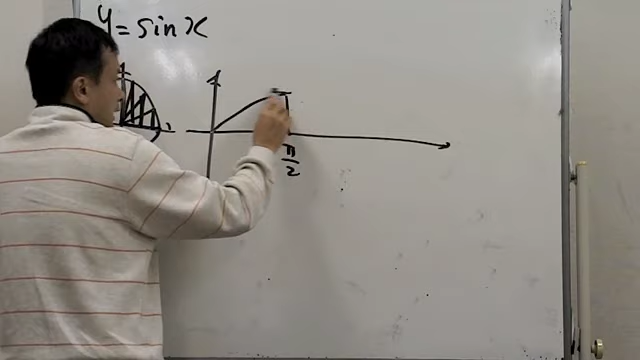 y = sin x
π/2